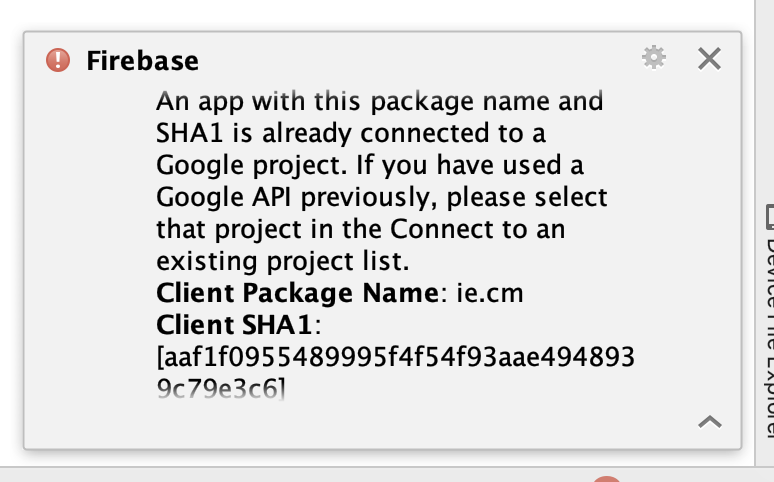 Firebase
An app with this package name and
SHA1 is already connected to a
Google project. If you have used a
Google API previously, please select
that project in the Connect to an
existing project list.
Client Package Name: ie.cm
Client SHA1:
[aaf1f0955489995f4f54f93aae494893
9c79e3c6]
Device File Explorer